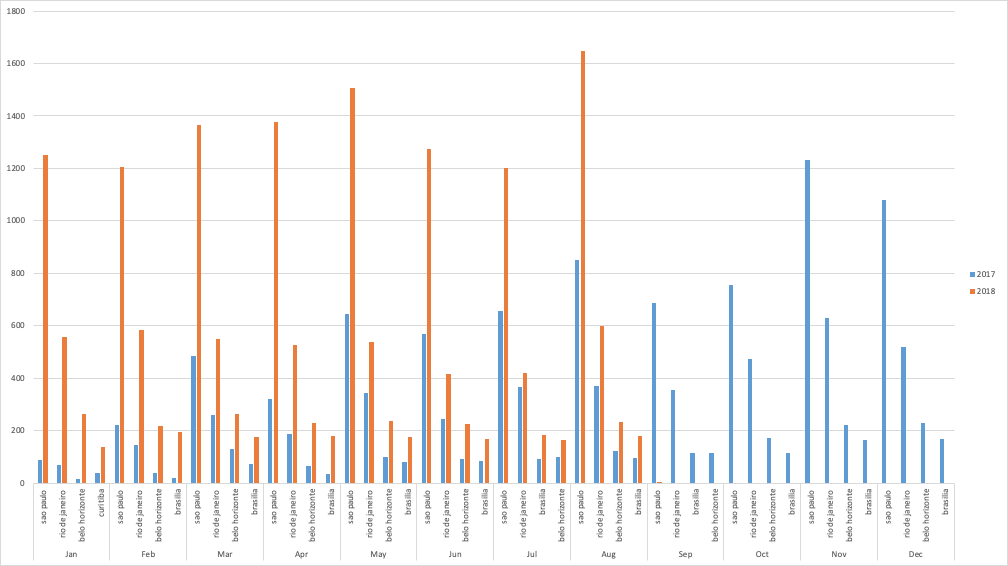 1800
1600
1400
1200
1000
800
600
400
200
0
2017
2018
sao paulo
rio de janeiro
belo horizonte
curitiba
sao paulo
rio de janeiro
belo horizonte
brasilia
sao paulo
rio de janeiro
belo horizonte
brasilia
sao paulo
rio de janeiro
belo horizonte
brasilia
sao paulo
rio de janeiro
belo horizonte
brasilia
sao paulo
rio de janeiro
belo horizonte
brasilia
sao paulo
rio de janeiro
brasilia
belo horizonte
sao paulo
rio de janeiro
belo horizonte
brasilia
sao paulo
rio de janeiro
brasilia
belo horizonte
sao paulo
rio de janeiro
belo horizonte
brasilia
sao paulo
rio de janeiro
belo horizonte
brasilia
sao paulo
rio de janeiro
belo horizonte
brasilia
Jan
Feb
Mar
Apr
May
Jun
Jul
Aug
Sep
Oct
Nov
Dec